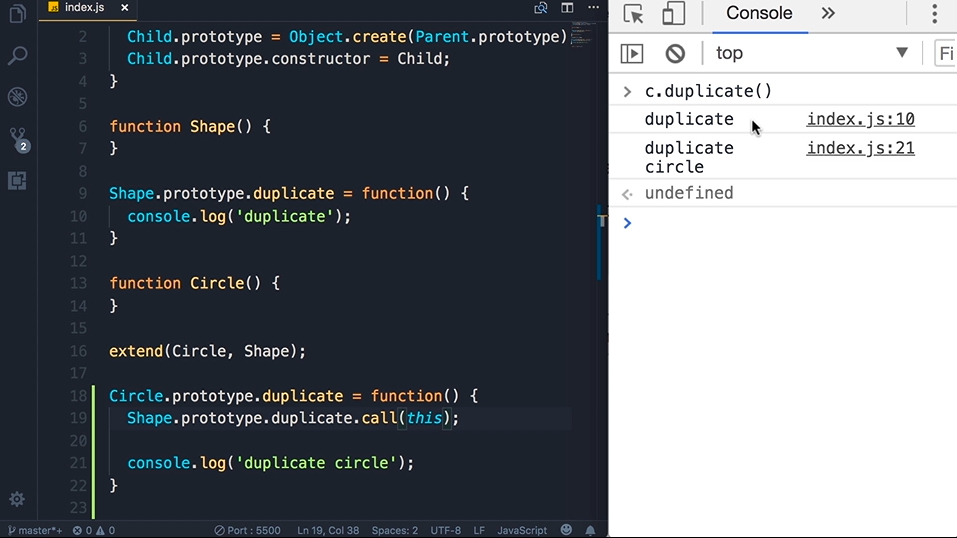 index.js ×
2 Child.prototype = Object.create(Parent.prototype)
3 Child.prototype.constructor = Child;
4 }
5
6 function Shape() {
7 }
8
9 Shape.prototype.duplicate = function() {
10 console.log('duplicate');
11 }
12
13 function Circle() {
14 }
15
16 extend(Circle, Shape);
17
18 Circle.prototype.duplicate = function() {
19 Shape.prototype.duplicate.call(this);
20
21 console.log('duplicate circle');
22 }
23
2
master*+ 0 0 Port : 5500 Ln 19, Col 38 Spaces: 2 UTF-8 LF JavaScript
Console »
top ▼ Fi
> c.duplicate()
duplicate index.js:10
duplicate index.js:21
circle
undefined
>